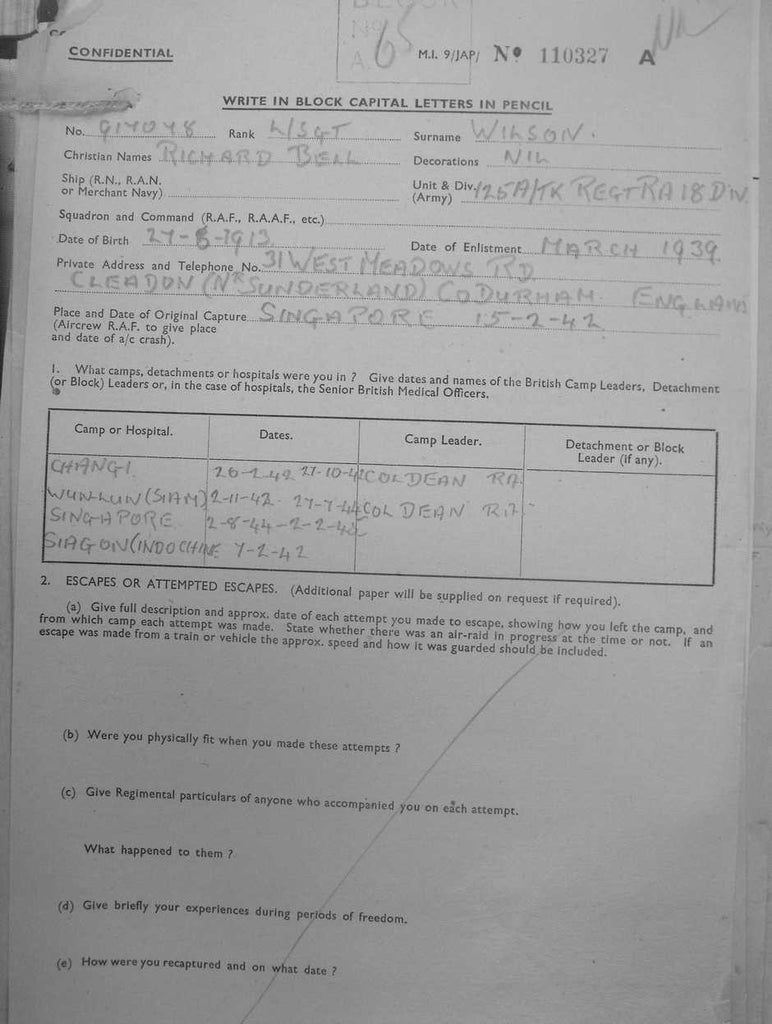 CONFIDENTIAL
M.I. 9/JAP/ Nº 110327 A
WRITE IN BLOCK CAPITAL LETTERS IN PENCIL
No. 917048 Rank L/SGT Surname WILSON.
Christian Names RICHARD BELL Decorations NIL
Ship (R.N., R.A.N. or Merchant Navy)
Unit & Div. (Army) 125 A/TK REGT RA 18 DIV
Squadron and Command (R.A.F., R.A.A.F., etc.)
Date of Birth 27-8-1913 Date of Enlistment MARCH 1939
Private Address and Telephone No. 31 WEST MEADOWS RD
CLEADON (NR SUNDERLAND) CO DURHAM. ENGLAND
Place and Date of Original Capture SINGAPORE 15-2-42
(Aircrew R.A.F. to give place
and date of a/c crash).
1. What camps, detachments or hospitals were you in ? Give dates and names of the British Camp Leaders, Detachment
(or Block) Leaders or, in the case of hospitals, the Senior British Medical Officers.
Camp or Hospital. Dates. Camp Leader. Detachment or Block Leader (if any).
CHANGI 27-10-42 COL DEAN RA
WUN-LUN (SIAM) 2-11-42. 27-7-44 COL DEAN RA
SINGAPORE 2-8-44 - 2-2-45
SIAGON (INDOCHINE 7-2-42
2. ESCAPES OR ATTEMPTED ESCAPES. (Additional paper will be supplied on request if required).
(a) Give full description and approx. date of each attempt you made to escape, showing how you left the camp, and
from which camp each attempt was made. State whether there was an air-raid in progress at the time or not. If an
escape was made from a train or vehicle the approx. speed and how it was guarded should be included.
(b) Were you physically fit when you made these attempts ?
(c) Give Regimental particulars of anyone who accompanied you on each attempt.
What happened to them ?
(d) Give briefly your experiences during periods of freedom.
(e) How were you recaptured and on what date ?